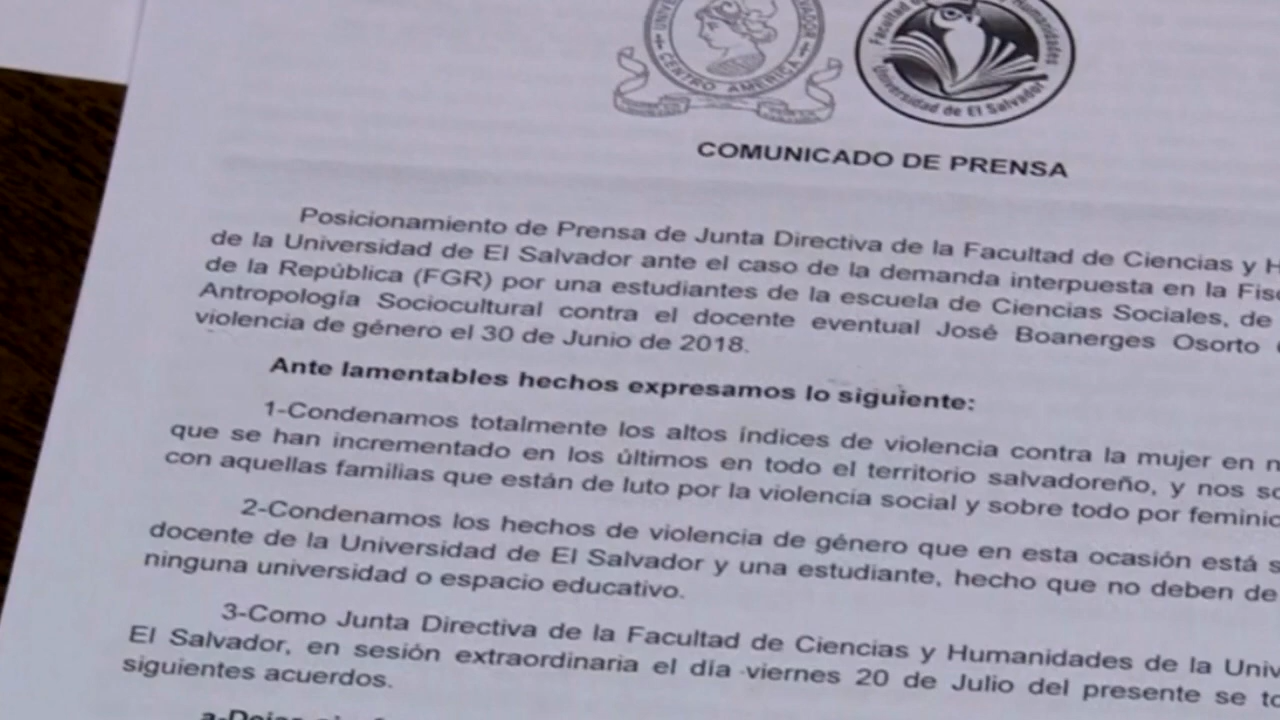 CENTRO AMERICA
Humanidades
Universidad de El Salvador
COMUNICADO DE PRENSA
Posicionamiento de Prensa de Junta Directiva de la Facultad de Ciencias y H
de la Universidad de El Salvador ante el caso de la demanda interpuesta en la Fis
de la República (FGR) por una estudiantes de la escuela de Ciencias Sociales, de
Antropología Sociocultural contra el docente eventual José Boanerges Osorto
violencia de género el 30 de Junio de 2018.
Ante lamentables hechos expresamos lo siguiente:
1-Condenamos totalmente los altos índices de violencia contra la mujer en
que se han incrementado en los últimos en todo el territorio salvadoreño, y nos so
con aquellas familias que están de luto por la violencia social y sobre todo por feminic
2-Condenamos los hechos de violencia de género que en esta ocasión está s
docente de la Universidad de El Salvador y una estudiante, hecho que no deben de
ninguna universidad o espacio educativo.
3-Como Junta Directiva de la Facultad de Ciencias y Humanidades de la Univ
El Salvador, en sesión extraordinaria el día viernes 20 de Julio del presente se to
siguientes acuerdos.